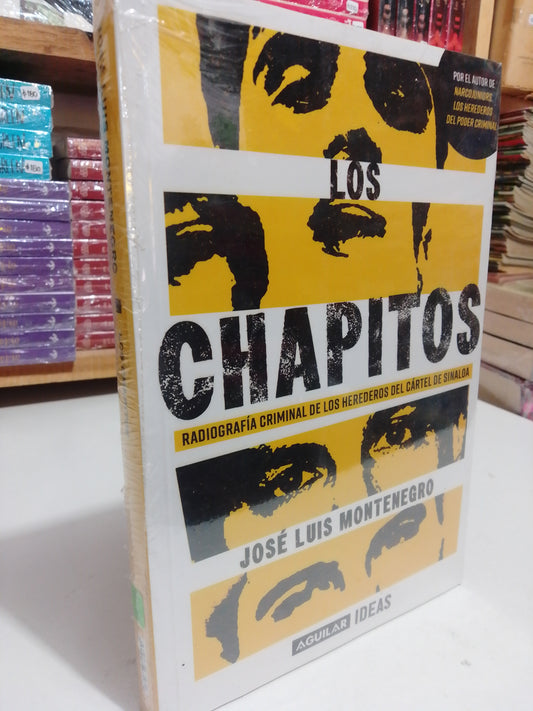 POR EL AUTOR DE
NARCOJUNIORS.
LOS HEREDEROS
DEL PODER CRIMINAL
LOS
CHAPITOS
RADIOGRAFÍA CRIMINAL DE LOS HEREDEROS DEL CÁRTEL DE SINALOA
JOSÉ LUIS MONTENEGRO
AGUILAR IDEAS